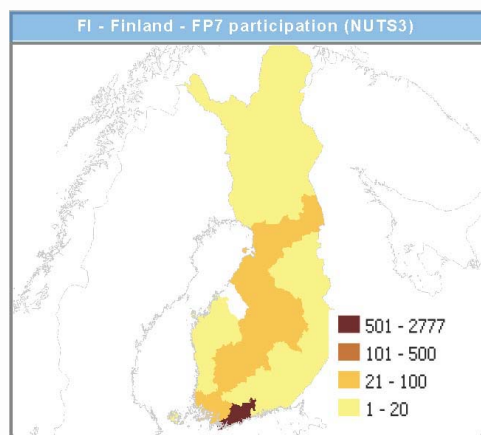 FI - Finland - FP7 participation (NUTS3)
501 - 2777
101 - 500
21 - 100
1 - 20